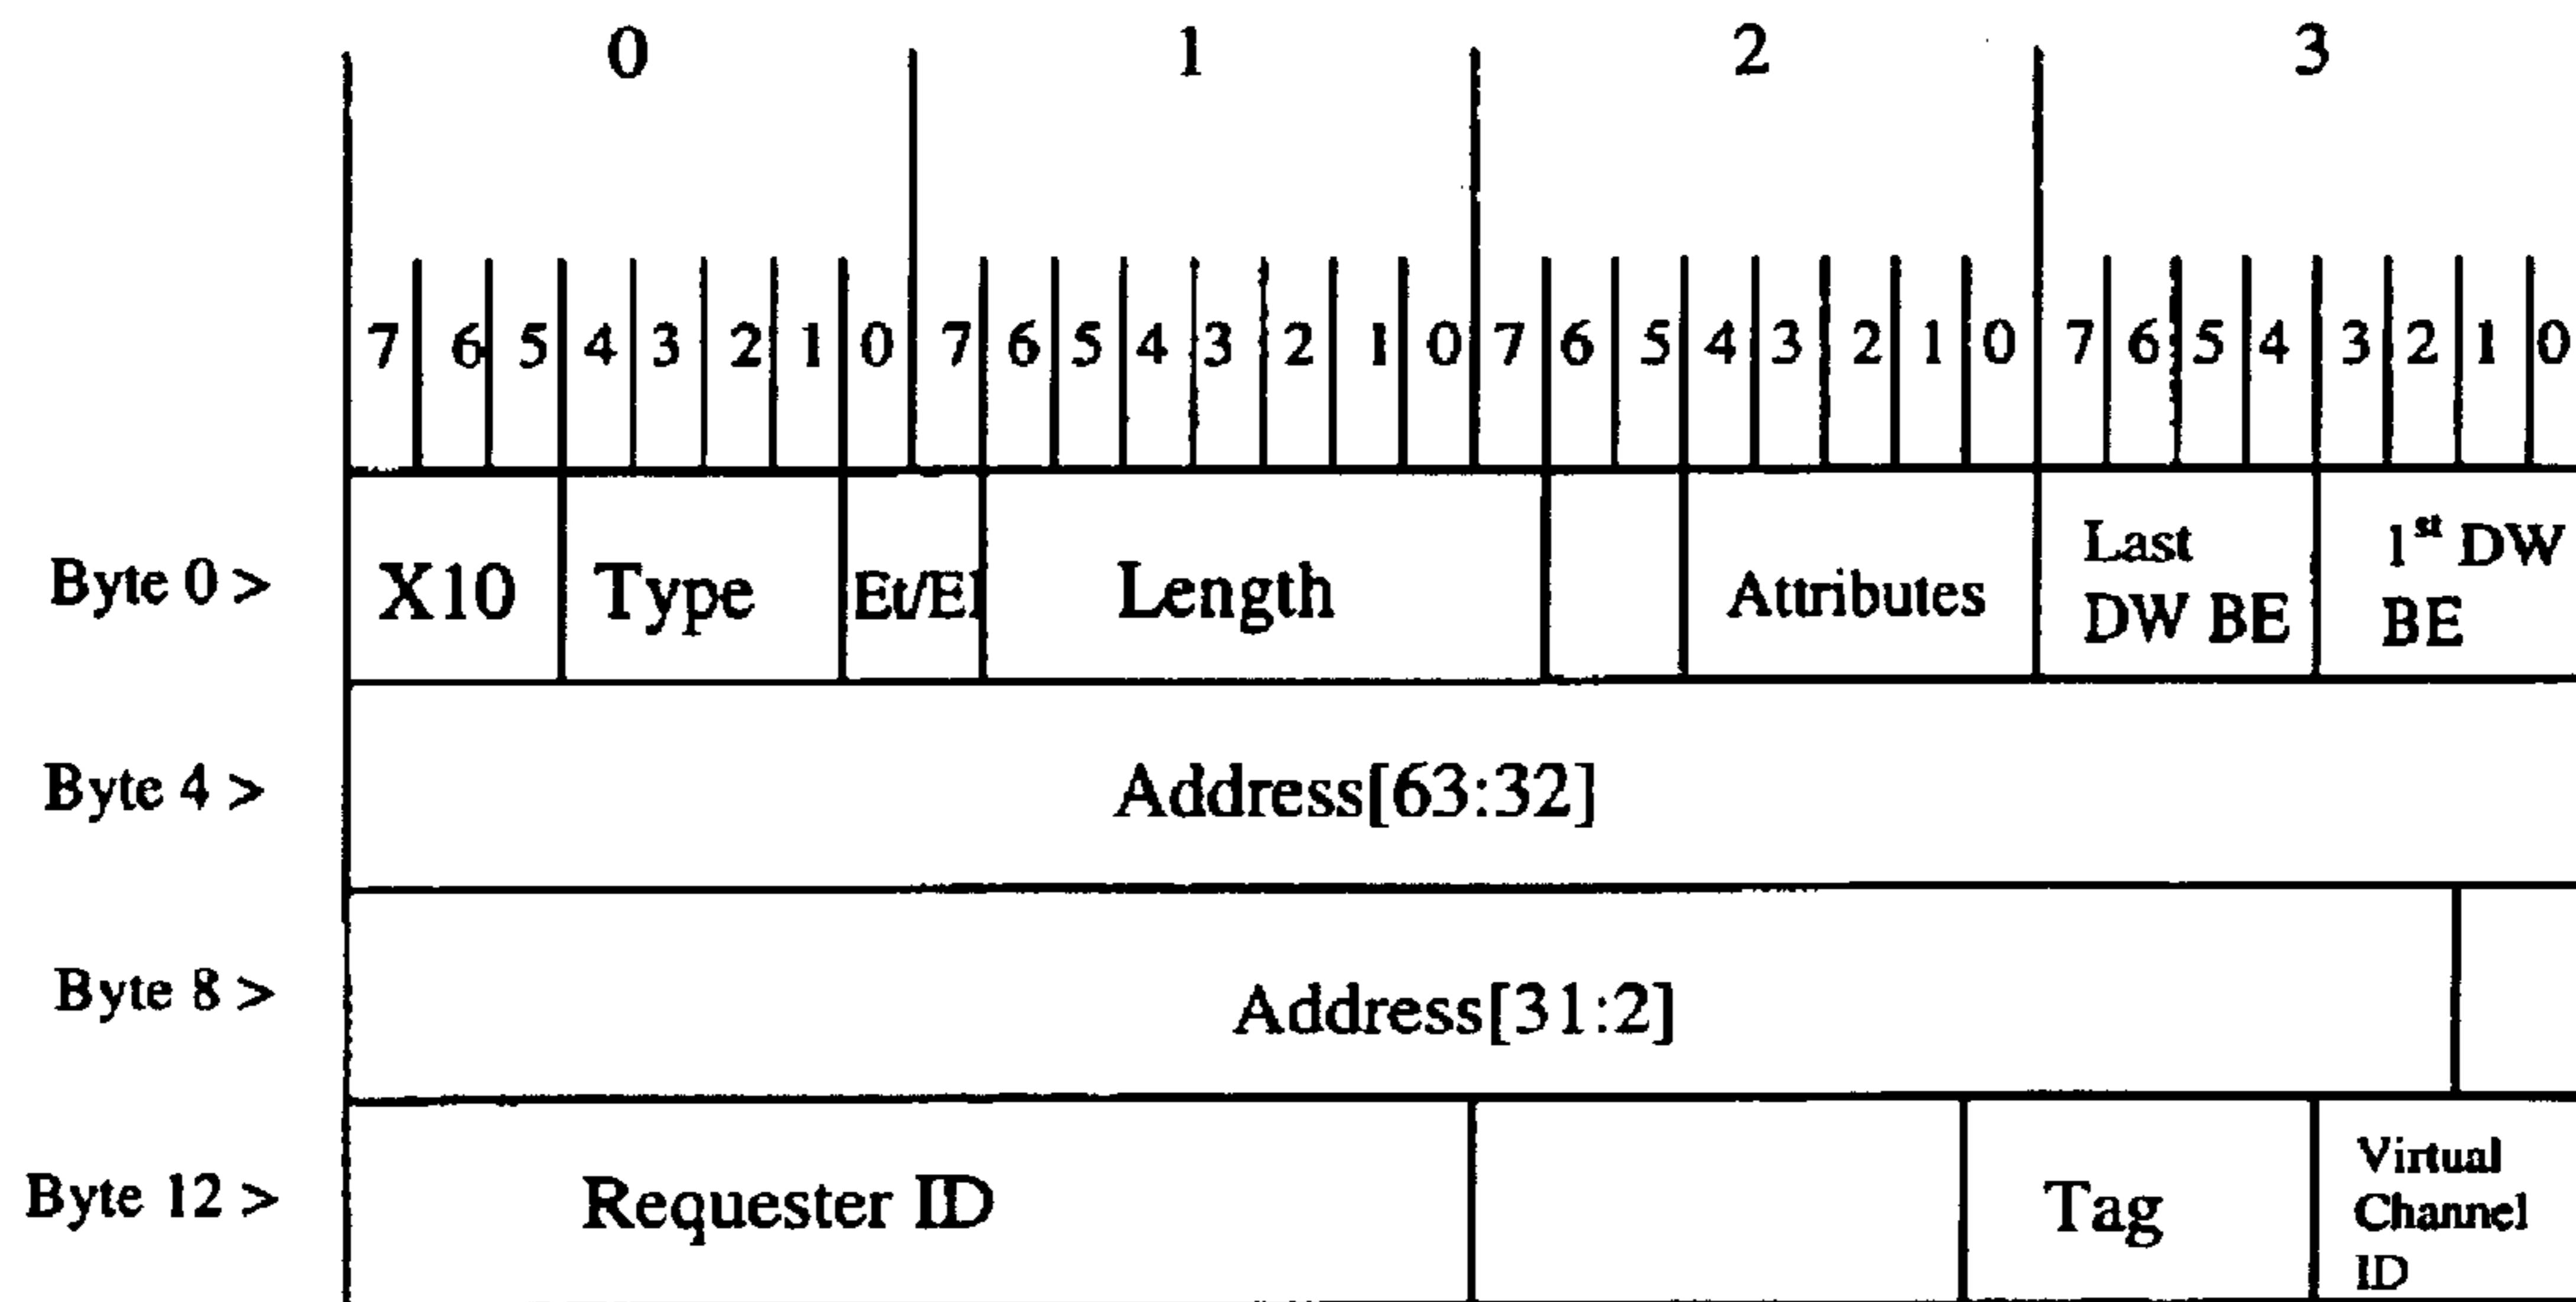 0 1 2 3
7 6 5 4 3 2 1 0 7 6 5 4 3 2 1 0 7 6 5 4 3 2 1 0 7 6 5 4 3 2 1 0
Byte 0 > X10 Type Et/El Length Attributes Last DW BE 1st DW BE
Byte 4 > Address[63:32]
Byte 8 > Address[31:2]
Byte 12 > Requester ID Tag Virtual Channel ID